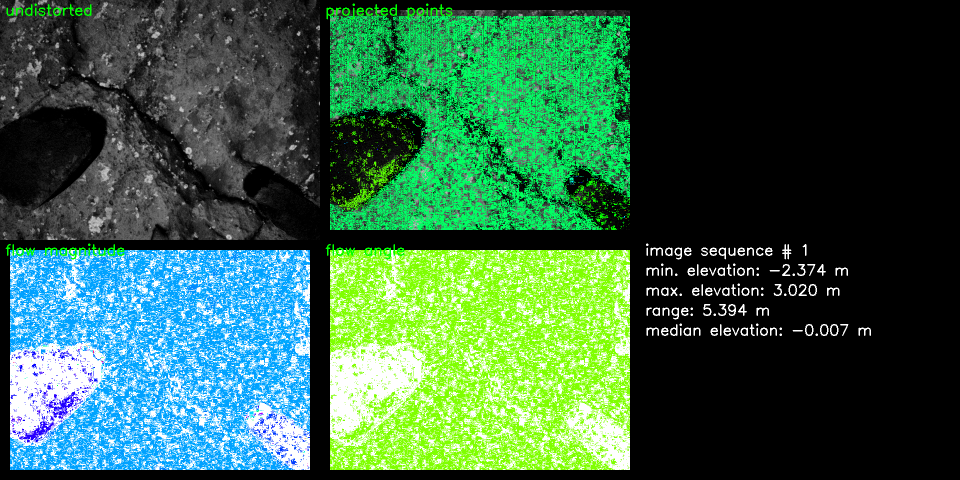 undistorted
projected points
flow magnitude
flow angle
image sequence # 1
min. elevation: −2.374 m
max. elevation: 3.020 m
range: 5.394 m
median elevation: −0.007 m